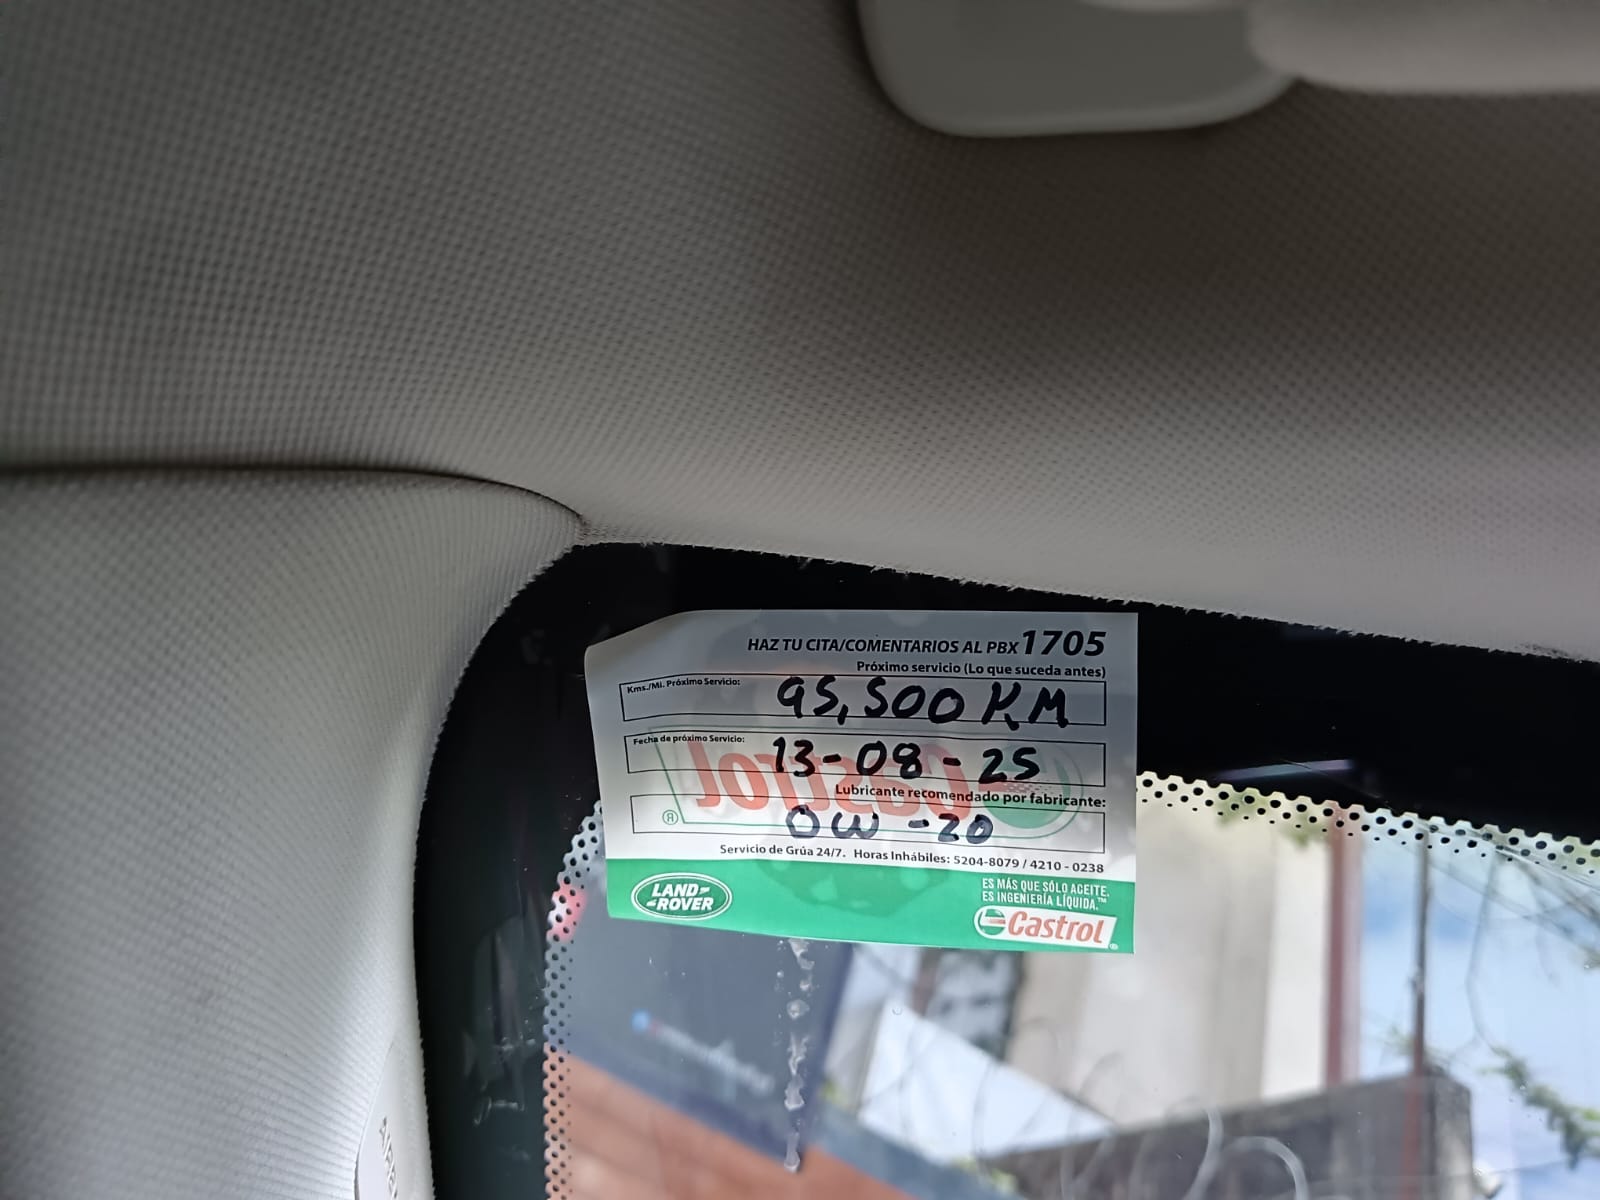 HAZ TU CITA/COMENTARIOS AL PBX 1705
Próximo servicio (Lo que suceda antes)
Kms./Mi. Próximo Servicio: 95,500 KM
Fecha de próximo Servicio: 13-08-25
Lubricante recomendado por fabricante:
0W-20
Servicio de Grúa 24/7. Horas Inhábiles: 5204-8079 / 4210 - 0238
LAND-
-ROVER
ES MÁS QUE SÓLO ACEITE.
ES INGENIERÍA LÍQUIDA.™
Castrol®
Castrol
®